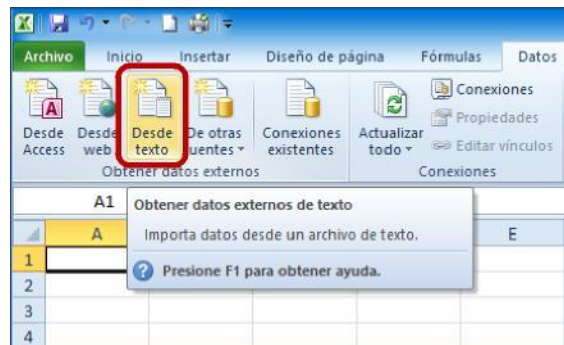 Archivo Inicio Insertar Diseño de página Fórmulas Datos
Desde Access
Desde web
Desde texto
De otras fuentes
Conexiones existentes
Actualizar todo
Conexiones
Propiedades
Editar vínculos
Obtener datos externos
Conexiones
A1
Obtener datos externos de texto
Importa datos desde un archivo de texto.
Presione F1 para obtener ayuda.
A E
1
2
3
4